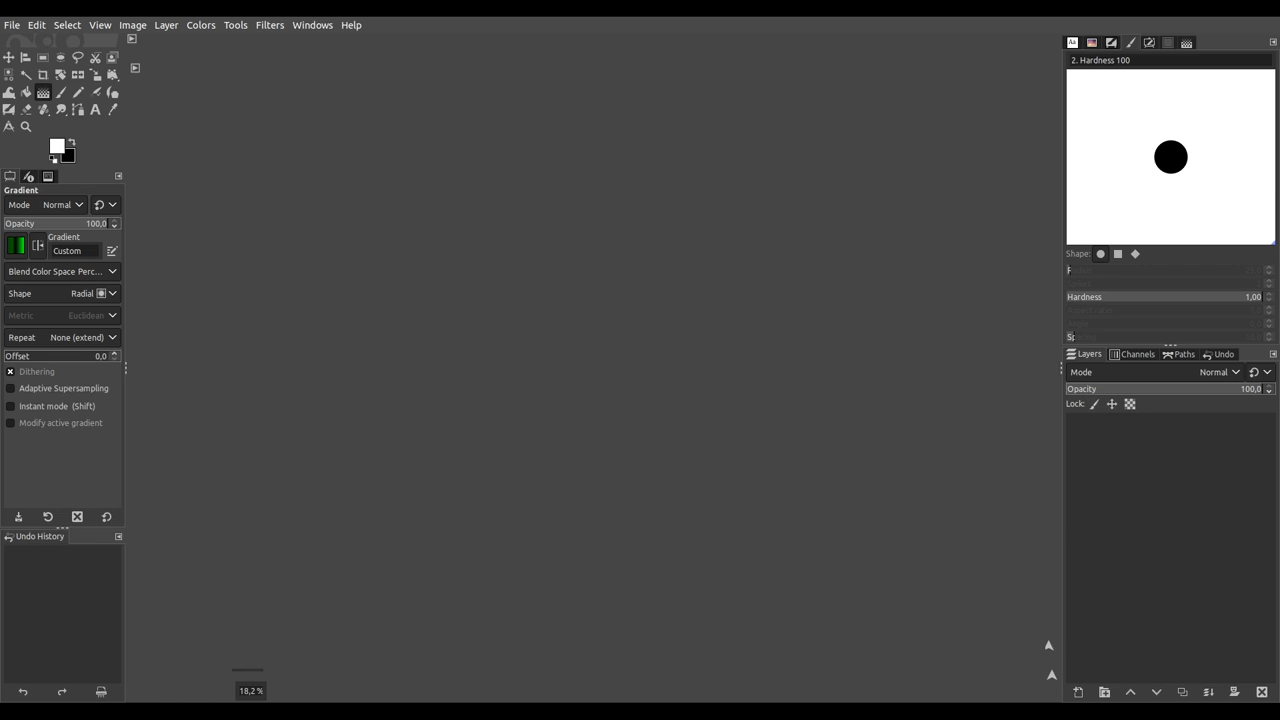 File Edit Select View Image Layer Colors Tools Filters Windows Help
Gradient
Mode Normal
Opacity 100,0
Gradient
Custom
Blend Color Space Perc...
Shape Radial
Metric Euclidean
Repeat None (extend)
Offset 0,0
Dithering
Adaptive Supersampling
Instant mode (Shift)
Modify active gradient
Undo History
18,2 %
Aa
2. Hardness 100
Shape:
Hardness 1,00
Layers Channels Paths Undo
Mode Normal
Opacity 100,0
Lock: